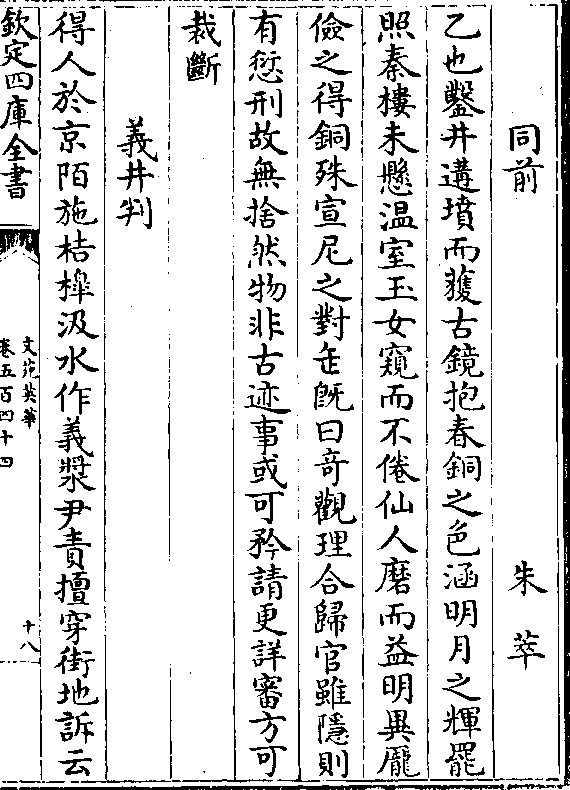 同前　朱萃
乙也鑿井遘墳而獲古鏡抱春銅之色涵明月之輝罷
照秦樓未懸温室玉女窺而不倦仙人磨而益明異龐
儉之得銅殊宣尼之對缶既曰竒觀理合歸官雖隱則
有愆刑故無捨然物非古迹事或可矜請更詳審方可
裁斷
義井判
得人於京陌施桔橰汲水作義漿尹責擅穿街地訴云
欽定四庫全書
文苑英華
卷五百四十四
十八